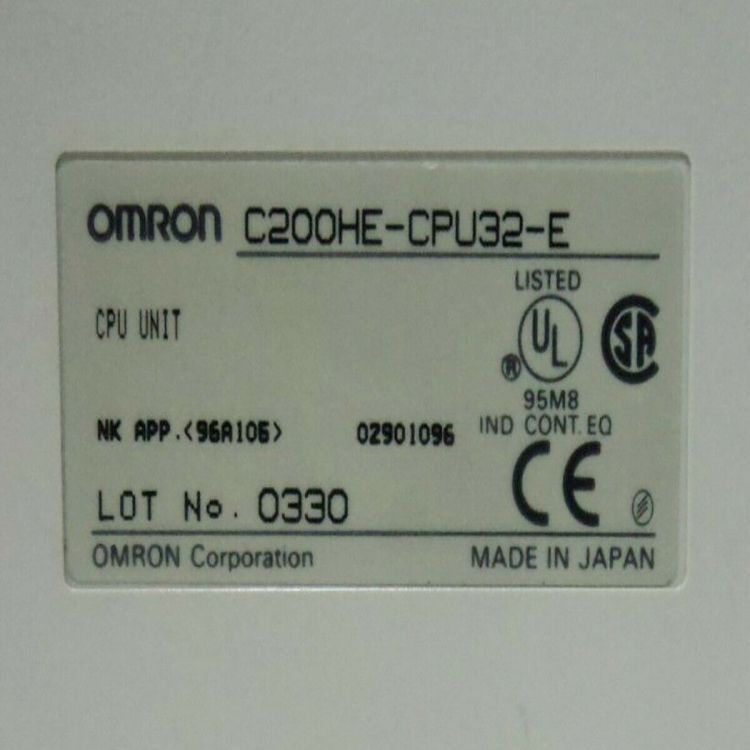 OMRON C200HE-CPU32-E
LISTED
CPU UNIT
UL
®
SA
95M8
NK APP.<96A106> 02901096 IND CONT. EQ
CE
LOT No. 0330
OMRON Corporation MADE IN JAPAN